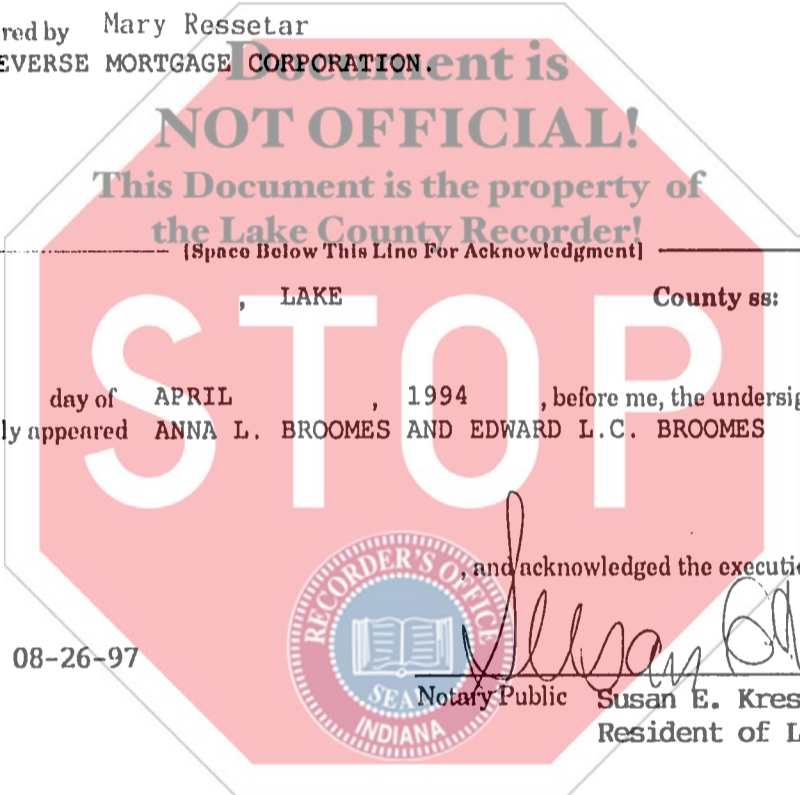 red by Mary Ressetar
EVERSE MORTGAGE CORPORATION.
Document is
NOT OFFICIAL!
This Document is the property of
the Lake County Recorder!
[Space Below This Line For Acknowledgment]
, LAKE County ss:
STOP
day of APRIL , 1994 , before me, the undersig
ly appeared ANNA L. BROOMES AND EDWARD L.C. BROOMES
, and acknowledged the executi
RECORDER'S OFFICE
SEAL
INDIANA
Susan E
08-26-97
Notary Public Susan E. Kres
Resident of L